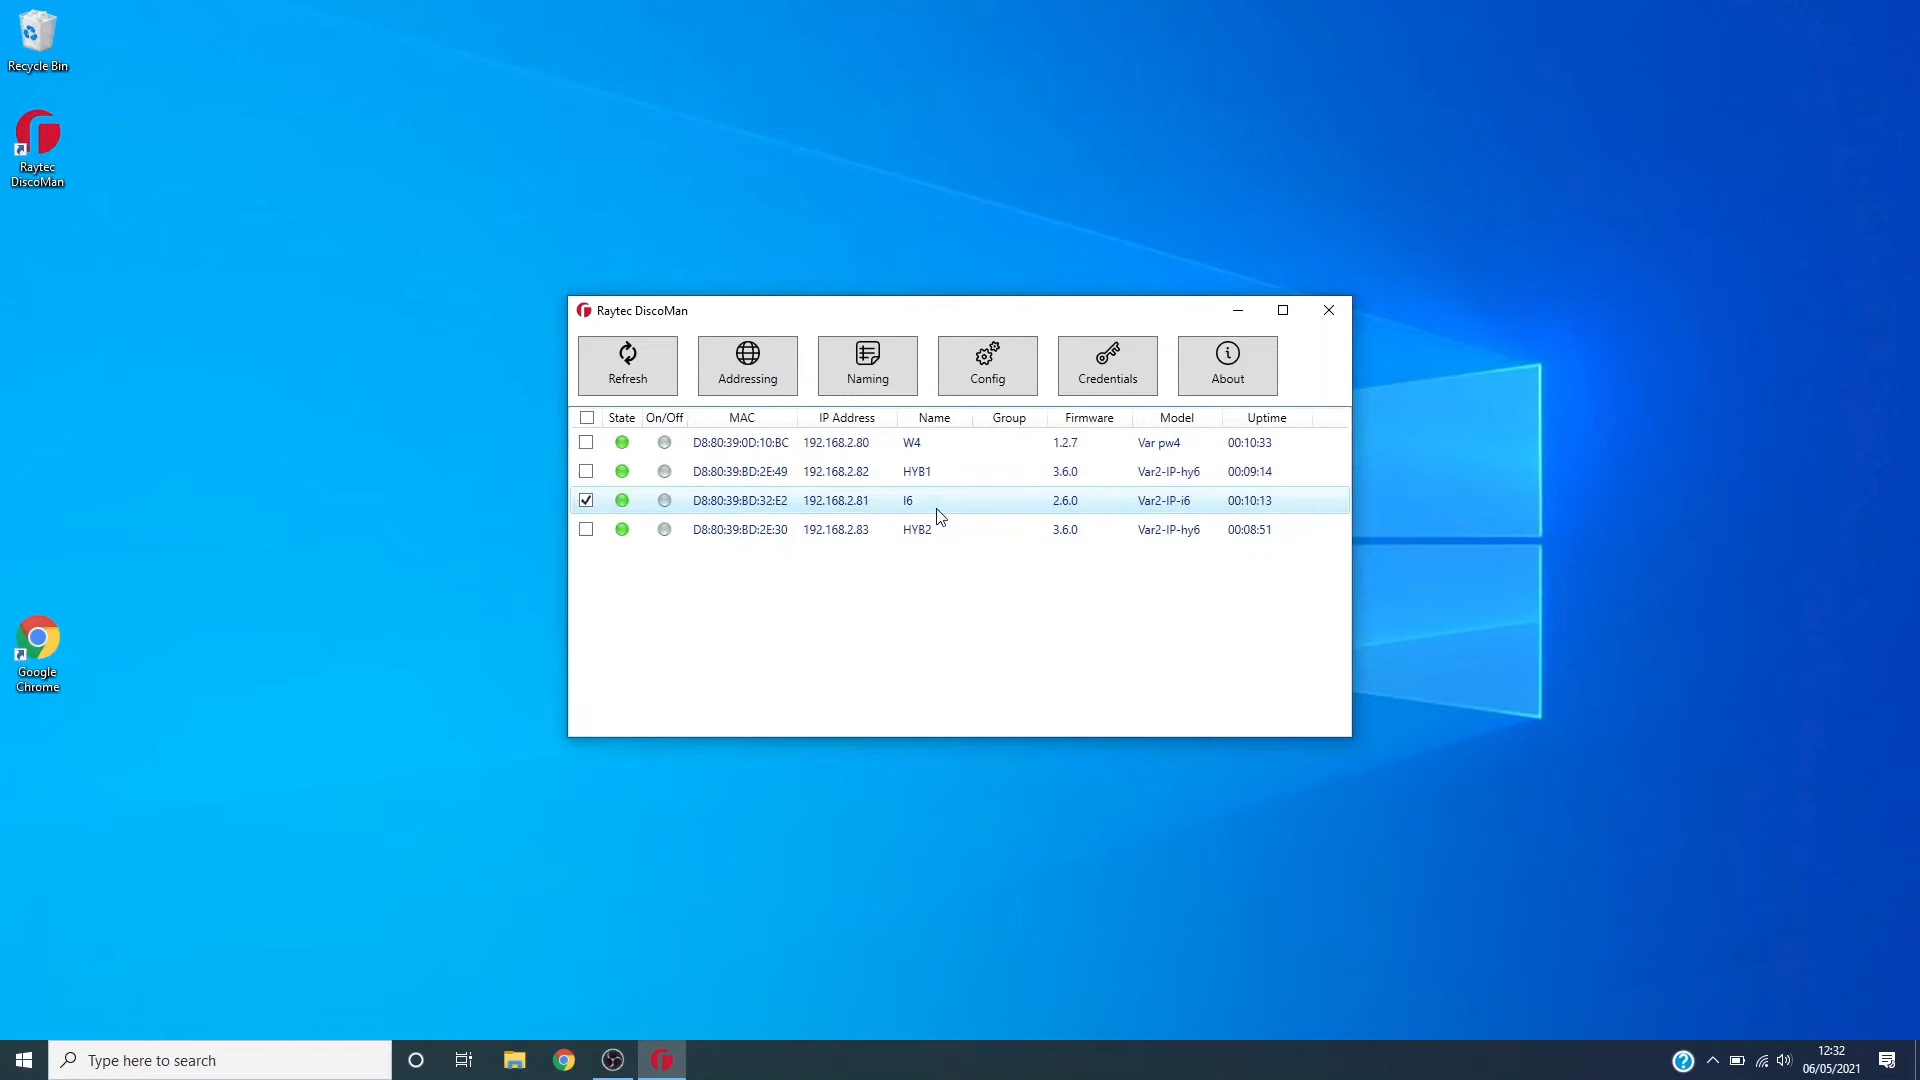 Recycle Bin
Raytec
DiscoMan
Google
Chrome
Raytec DiscoMan
Refresh
Addressing
Naming
Config
Credentials
About
State On/Off MAC IP Address Name Group Firmware Model Uptime
D8:80:39:0D:10:BC 192.168.2.80 W4 1.2.7 Var pw4 00:10:33
D8:80:39:BD:2E:49 192.168.2.82 HYB1 3.6.0 Var2-IP-hy6 00:09:14
D8:80:39:BD:32:E2 192.168.2.81 I6 2.6.0 Var2-IP-i6 00:10:13
D8:80:39:BD:2E:30 192.168.2.83 HYB2 3.6.0 Var2-IP-hy6 00:08:51
Type here to search
12:32
06/05/2021